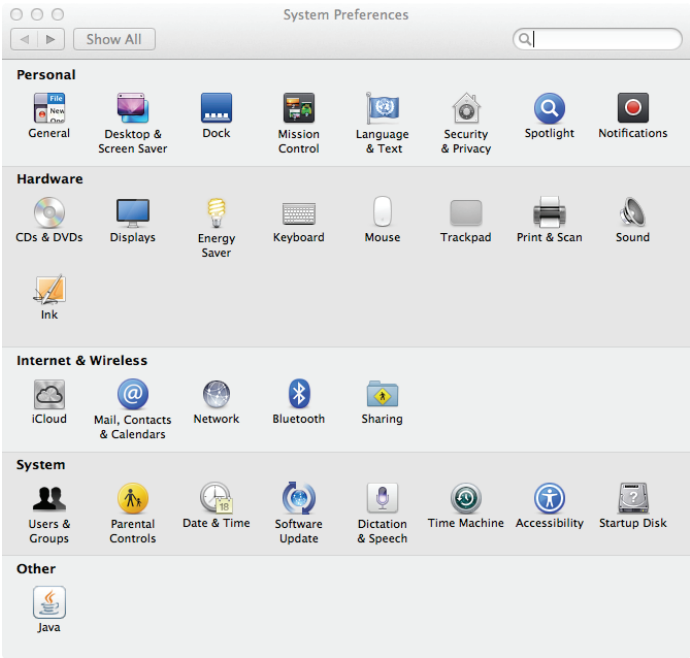 System Preferences
Show All
Personal
File
New
General
Desktop &
Screen Saver
Dock
Mission
Control
Language
& Text
Security
& Privacy
Spotlight
Notifications
Hardware
CDs & DVDs
Displays
Energy
Saver
Keyboard
Mouse
Trackpad
Print & Scan
Sound
Ink
Internet & Wireless
iCloud
@
Mail, Contacts
& Calendars
Network
Bluetooth
Sharing
System
Users &
Groups
Parental
Controls
18
Date & Time
Software
Update
Dictation
& Speech
Time Machine
Accessibility
?
Startup Disk
Other
Java